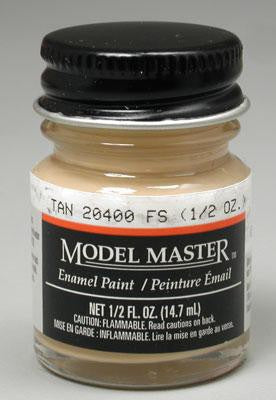 TAN 20400 FS (1/2 OZ.
MODEL MASTER™
Enamel Paint / Peinture Émail
NET 1/2 FL. OZ. (14.7 mL)
CAUTION: FLAMMABLE. Read cautions on back.
MISE EN GARDE : INFLAMMABLE. Lire la mise en garde au verso.